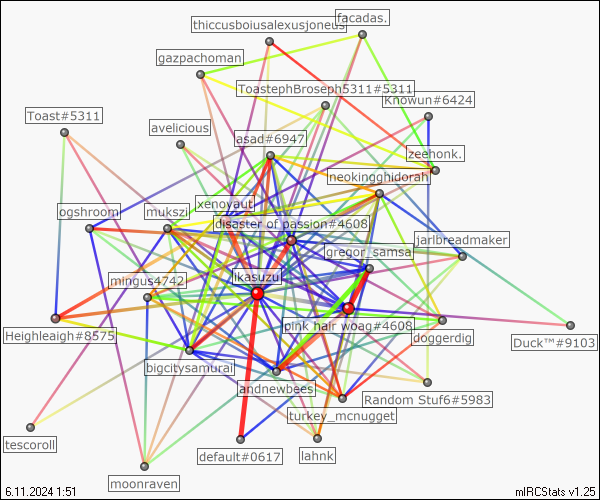 thiccusboiusalexusjoneus
facadas.
gazpachoman
ToastephBroseph5311#5311
Knowun#6424
Toast#5311
avelicious
asad#6947
zeehonk.
neokingghidorah
xenoyaut
ogshroom
mukszi
disaster of passion#4608
jarlbreadmaker
gregor_samsa
ikasuzu
mingus4742
pink hair woag#4608
Heighleaigh#8575
doggerdig
Duck™#9103
bigcitysamurai
andnewbees
Random Stuf6#5983
turkey_mcnugget
tescoroll
default#0617
lahnk
moonraven
6.11.2024 1:51
mIRCStats v1.25